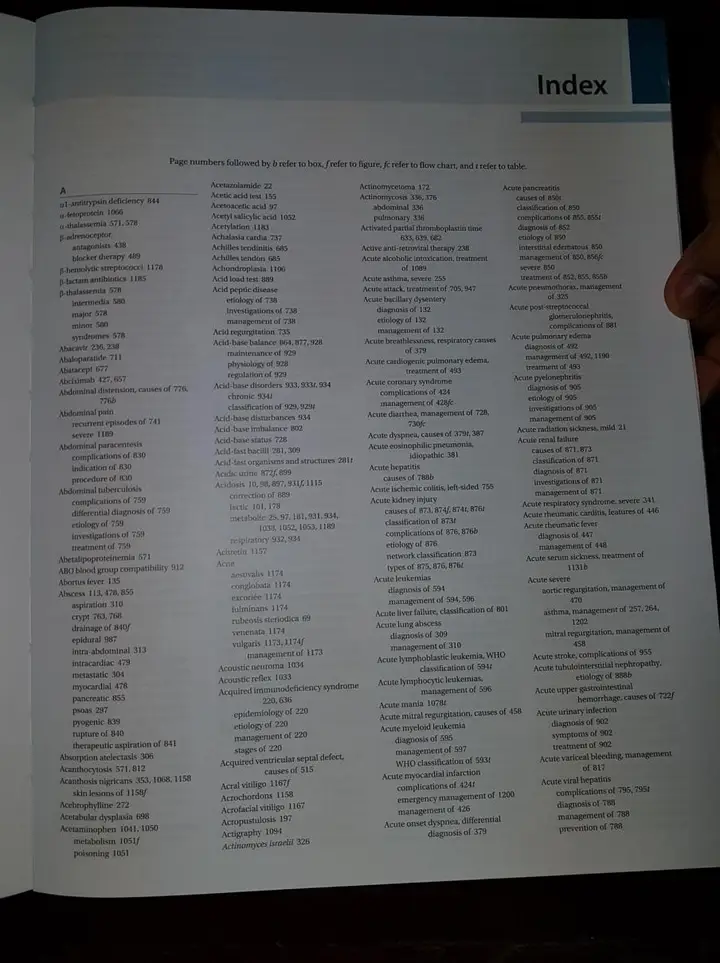 Index
Page numbers followed by b refer to box, f refer to figure, fc refer to flow chart, and t refer to table.
A
α1-antitrypsin deficiency 844
α-fetoprotein 1066
α-thalassemia 571, 578
β-adrenoceptor
antagonists 438
blocker therapy 489
β-hemolytic streptococci 1178
β-lactam antibiotics 1185
β-thalassemia 578
intermedia 580
major 578
minor 580
syndromes 578
Abacavir 236, 238
Abaloparatide 711
Abatacept 677
Abciximab 427, 657
Abdominal distension, causes of 776,
776b
Abdominal pain
recurrent episodes of 741
severe 1189
Abdominal paracentesis
complications of 830
indication of 830
procedure of 830
Abdominal tuberculosis
complications of 759
differential diagnosis of 759
etiology of 759
investigations of 759
treatment of 759
Abetalipoproteinemia 571
ABO blood group compatibility 912
Abortus fever 135
Abscess 113, 478, 855
aspiration 310
crypt 763, 768
drainage of 840f
epidural 987
intra-abdominal 313
intracardiac 479
metastatic 304
myocardial 478
pancreatic 855
psoas 297
pyogenic 839
rupture of 840
therapeutic aspiration of 841
Absorption atelectasis 306
Acanthocytosis 571, 812
Acanthosis nigricans 353, 1068, 1158
skin lesions of 1158f
Acebrophylline 272
Acetabular dysplasia 698
Acetaminophen 1041, 1050
metabolism 1051f
poisoning 1051
Acetazolamide 22
Acetic acid test 155
Acetoacetic acid 97
Acetyl salicylic acid 1052
Acetylation 1183
Achalasia cardia 737
Achilles tendinitis 685
Achilles tendon 685
Achondroplasia 1106
Acid load test 889
Acid peptic disease
etiology of 738
investigations of 738
management of 738
Acid regurgitation 735
Acid-base balance 864, 877, 928
maintenance of 929
physiology of 928
regulation of 929
Acid-base disorders 933, 933t, 934
chronic 934t
classification of 929, 929t
Acid-base disturbances 934
Acid-base imbalance 802
Acid-base status 728
Acid-fast bacilli 281, 309
Acid-fast organisms and structures 281t
Acidic urine 872f, 899
Acidosis 10, 98, 897, 931f, 1115
correction of 889
lactic 101, 178
metabolic 25, 97, 181, 931, 934,
1033, 1052, 1053, 1189
respiratory 932, 934
Acitretin 1157
Acne
aestivalis 1174
conglobata 1174
excoriée 1174
fulminans 1174
rubeosis steriodica 69
venenata 1174
vulgaris 1173, 1174f
management of 1173
Acoustic neuroma 1034
Acoustic reflex 1033
Acquired immunodeficiency syndrome
220, 636
epidemiology of 220
etiology of 220
management of 220
stages of 220
Acquired ventricular septal defect,
causes of 515
Acral vitiligo 1167f
Acrochordons 1158
Acrofacial vitiligo 1167
Acropustulosis 197
Actigraphy 1094
Actinomyces israelii 326
Actinomycetoma 172
Actinomycosis 336, 376
abdominal 336
pulmonary 336
Activated partial thromboplastin time
633, 639, 682
Active anti-retroviral therapy 238
Acute alcoholic intoxication, treatment
of 1089
Acute asthma, severe 255
Acute attack, treatment of 705, 947
Acute bacillary dysentery
diagnosis of 132
etiology of 132
management of 132
Acute breathlessness, respiratory causes
of 379
Acute cardiogenic pulmonary edema,
treatment of 493
Acute coronary syndrome
complications of 424
management of 428fc
Acute diarrhea, management of 728,
730fc
Acute dyspnea, causes of 379t, 387
Acute eosinophilic pneumonia,
idiopathic 381
Acute hepatitis
causes of 788b
Acute ischemic colitis, left-sided 755
Acute kidney injury
causes of 873, 874f, 874t, 876t
classification of 873t
complications of 876, 876b
etiology of 876
network classification 873
types of 875, 876, 876t
Acute leukemias
diagnosis of 594
management of 594, 596
Acute liver failure, classification of 801
Acute lung abscess
diagnosis of 309
management of 310
Acute lymphoblastic leukemia, WHO
classification of 594t
Acute lymphocytic leukemias,
management of 596
Acute mania 1078t
Acute mitral regurgitation, causes of 458
Acute myeloid leukemia
diagnosis of 595
management of 597
WHO classification of 593t
Acute myocardial infarction
complications of 424t
emergency management of 1200
management of 426
Acute onset dyspnea, differential
diagnosis of 379
Acute pancreatitis
causes of 850t
classification of 850
complications of 855, 855t
diagnosis of 852
etiology of 850
interstitial edematous 850
management of 850, 856fc
severe 850
treatment of 852, 855, 855b
Acute pneumothorax, management
of 325
Acute post-streptococcal
glomerulonephritis,
complications of 881
Acute pulmonary edema
diagnosis of 492
management of 492, 1190
treament of 493
Acute pyelonephritis
diagnosis of 905
etiology of 905
investigations of 905
management of 905
Acute radiation sickness, mild 21
Acute renal failure
causes of 871, 873
classification of 871
diagnosis of 871
investigations of 871
management of 871
Acute respiratory syndrome, severe 341
Acute rheumatic carditis, features of 446
Acute rheumatic fever
diagnosis of 447
management of 448
Acute serum sickness, treatment of
1131b
Acute severe
aortic regurgitation, management of
470
asthma, management of 257, 264,
1202
mitral regurgitation, management of
458
Acute stroke, complications of 955
Acute tubulointerstitial nephropathy,
etiology of 888b
Acute upper gastrointestinal
hemorrhage, causes of 722f
Acute urinary infection
diagnosis of 902
symptoms of 902
treatment of 902
Acute variceal bleeding, management
of 817
Acute viral hepatitis
complications of 795, 795t
diagnosis of 788
management of 788
prevention of 788